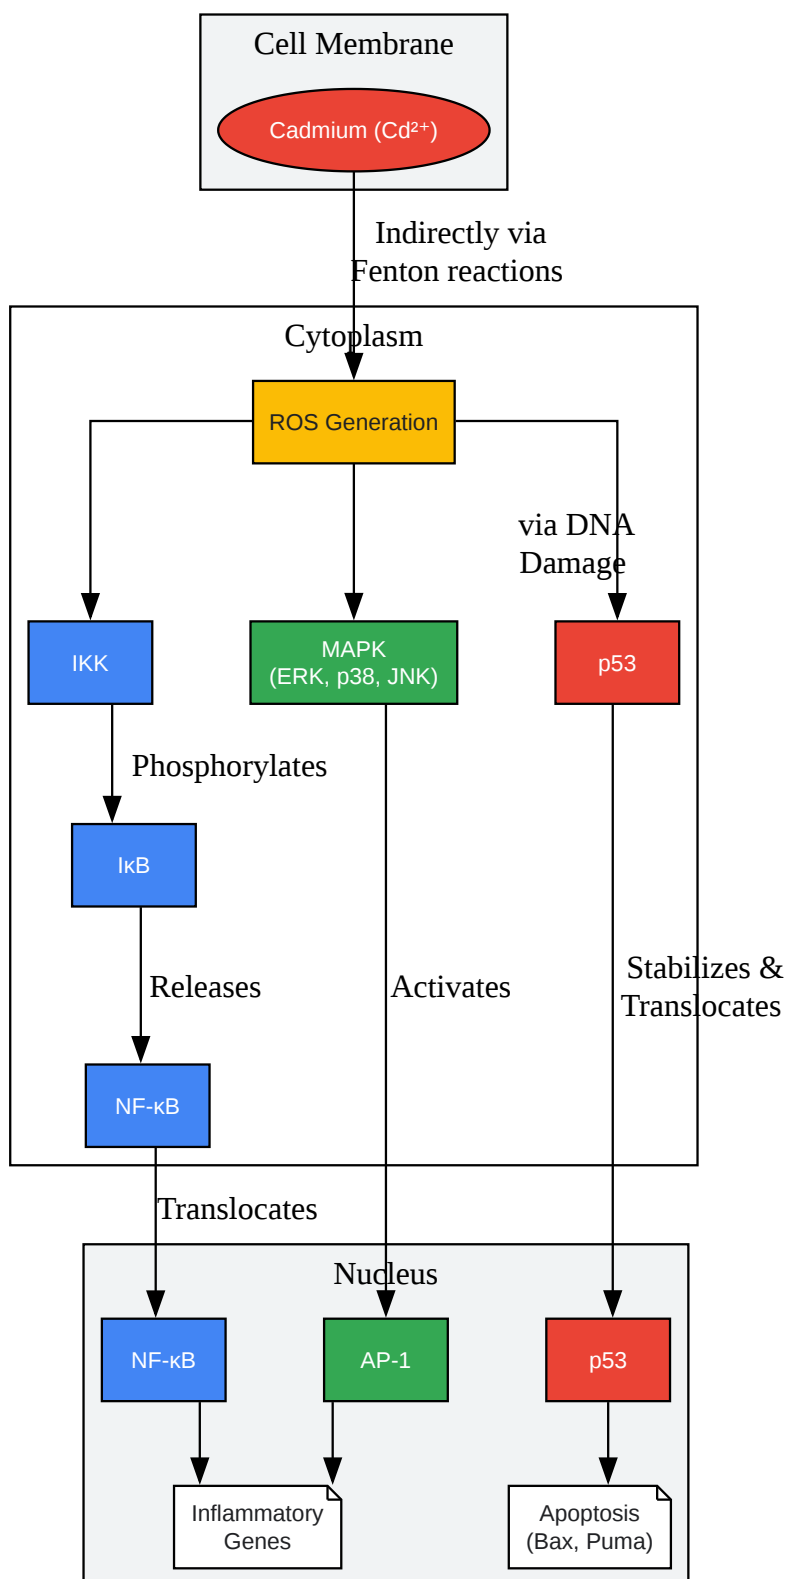 Cell Membrane
Cadmium (Cd²⁺)
Indirectly via
Fenton reactions
Cytoplasm
ROS Generation
via DNA
Damage
IKK
MAPK
(ERK, p38, JNK)
p53
Phosphorylates
IκB
Releases
Activates
Stabilizes &
Translocates
NF-κB
Translocates
Nucleus
NF-κB
AP-1
p53
Inflammatory
Genes
Apoptosis
(Bax, Puma)